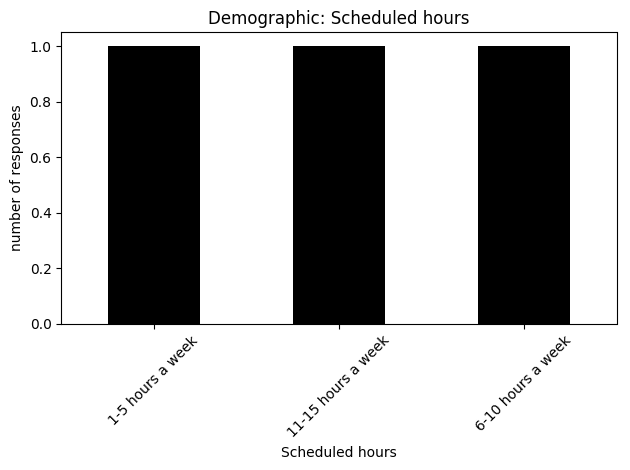 Demographic: Scheduled hours
number of responses
1.0
0.8
0.6
0.4
0.2
0.0
1-5 hours a week
11-15 hours a week
6-10 hours a week
Scheduled hours